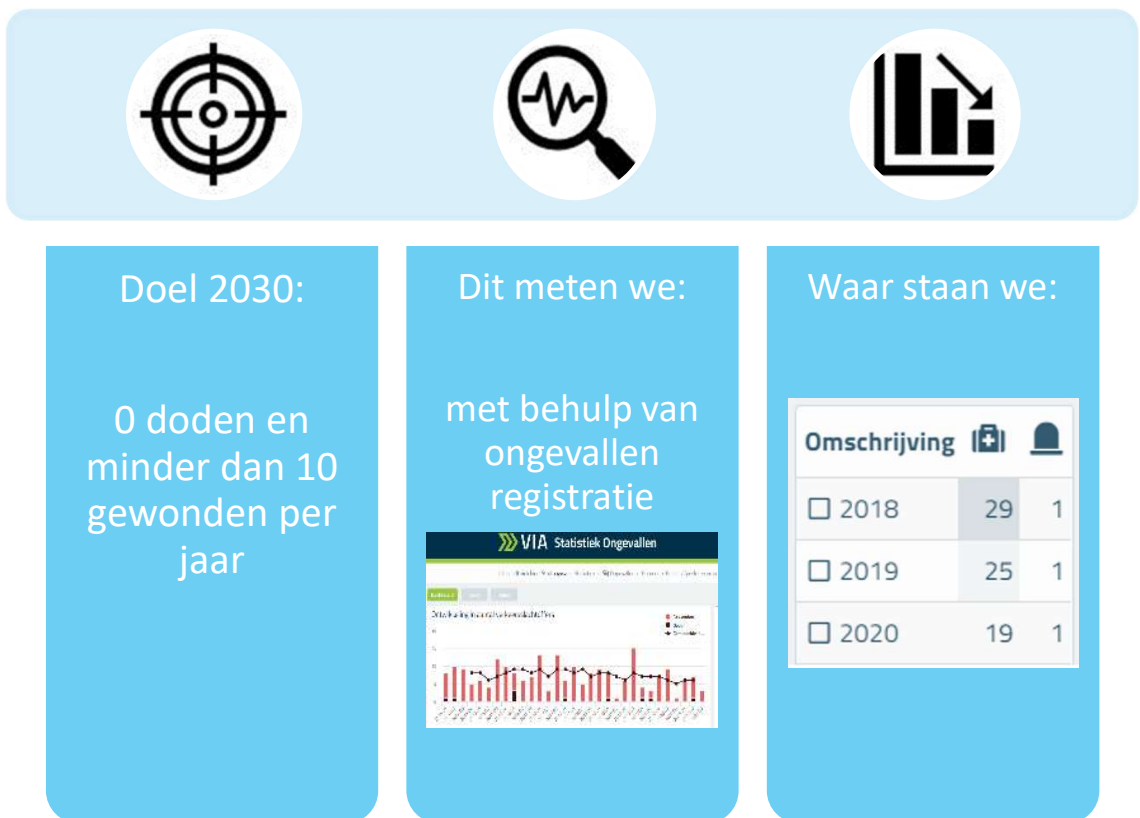 Doel 2030:
0 doden en
minder dan 10
gewonden per
jaar
Dit meten we:
met behulp van
ongevallen
registratie
VIA Statistiek Ongevallen
Waar staan we:
Omschrijving
2018 29 1
2019 25 1
2020 19 1